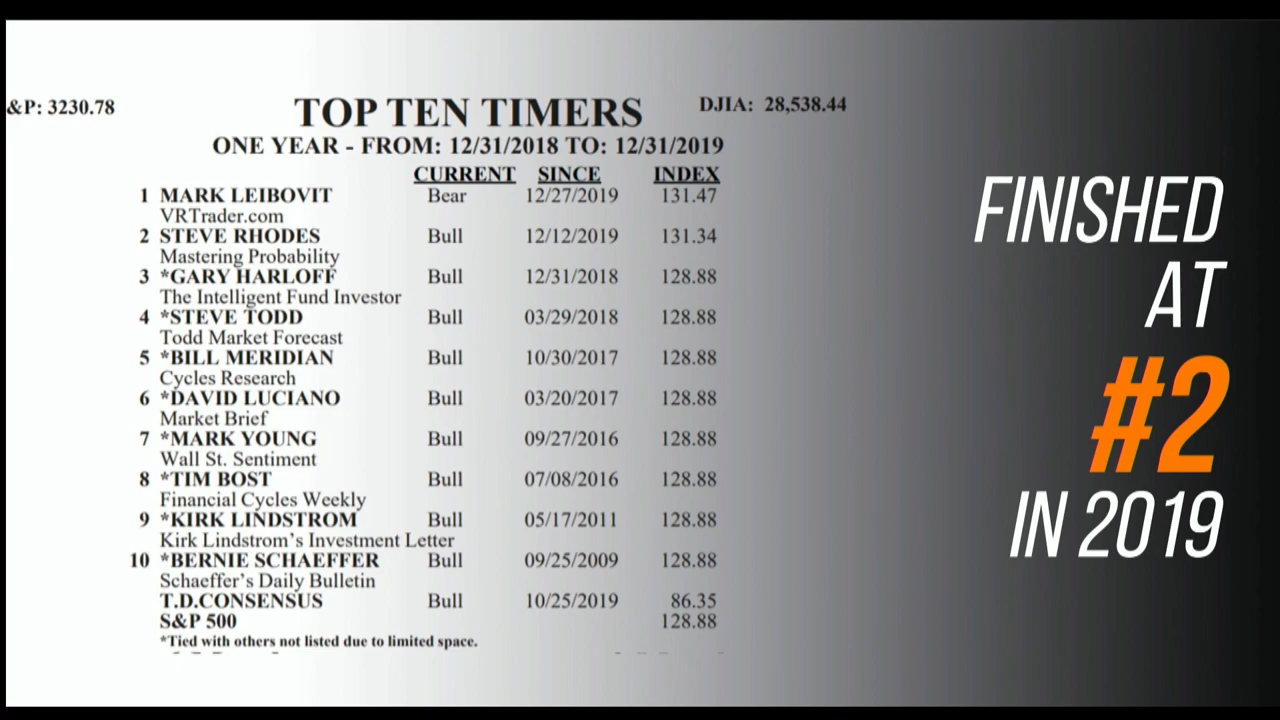 &P: 3230.78
TOP TEN TIMERS
DJIA: 28,538.44
ONE YEAR - FROM: 12/31/2018 TO: 12/31/2019
CURRENT SINCE INDEX
1 MARK LEIBOVIT Bear 12/27/2019 131.47
VRTrader.com
2 STEVE RHODES Bull 12/12/2019 131.34
Mastering Probability
3 *GARY HARLOFF Bull 12/31/2018 128.88
The Intelligent Fund Investor
4 *STEVE TODD Bull 03/29/2018 128.88
Todd Market Forecast
5 *BILL MERIDIAN Bull 10/30/2017 128.88
Cycles Research
6 *DAVID LUCIANO Bull 03/20/2017 128.88
Market Brief
7 *MARK YOUNG Bull 09/27/2016 128.88
Wall St. Sentiment
8 *TIM BOST Bull 07/08/2016 128.88
Financial Cycles Weekly
9 *KIRK LINDSTROM Bull 05/17/2011 128.88
Kirk Lindstrom's Investment Letter
10 *BERNIE SCHAEFFER Bull 09/25/2009 128.88
Schaeffer's Daily Bulletin
T.D.CONSENSUS Bull 10/25/2019 86.35
S&P 500 128.88
*Tied with others not listed due to limited space.
FINISHED
AT
#2
IN 2019